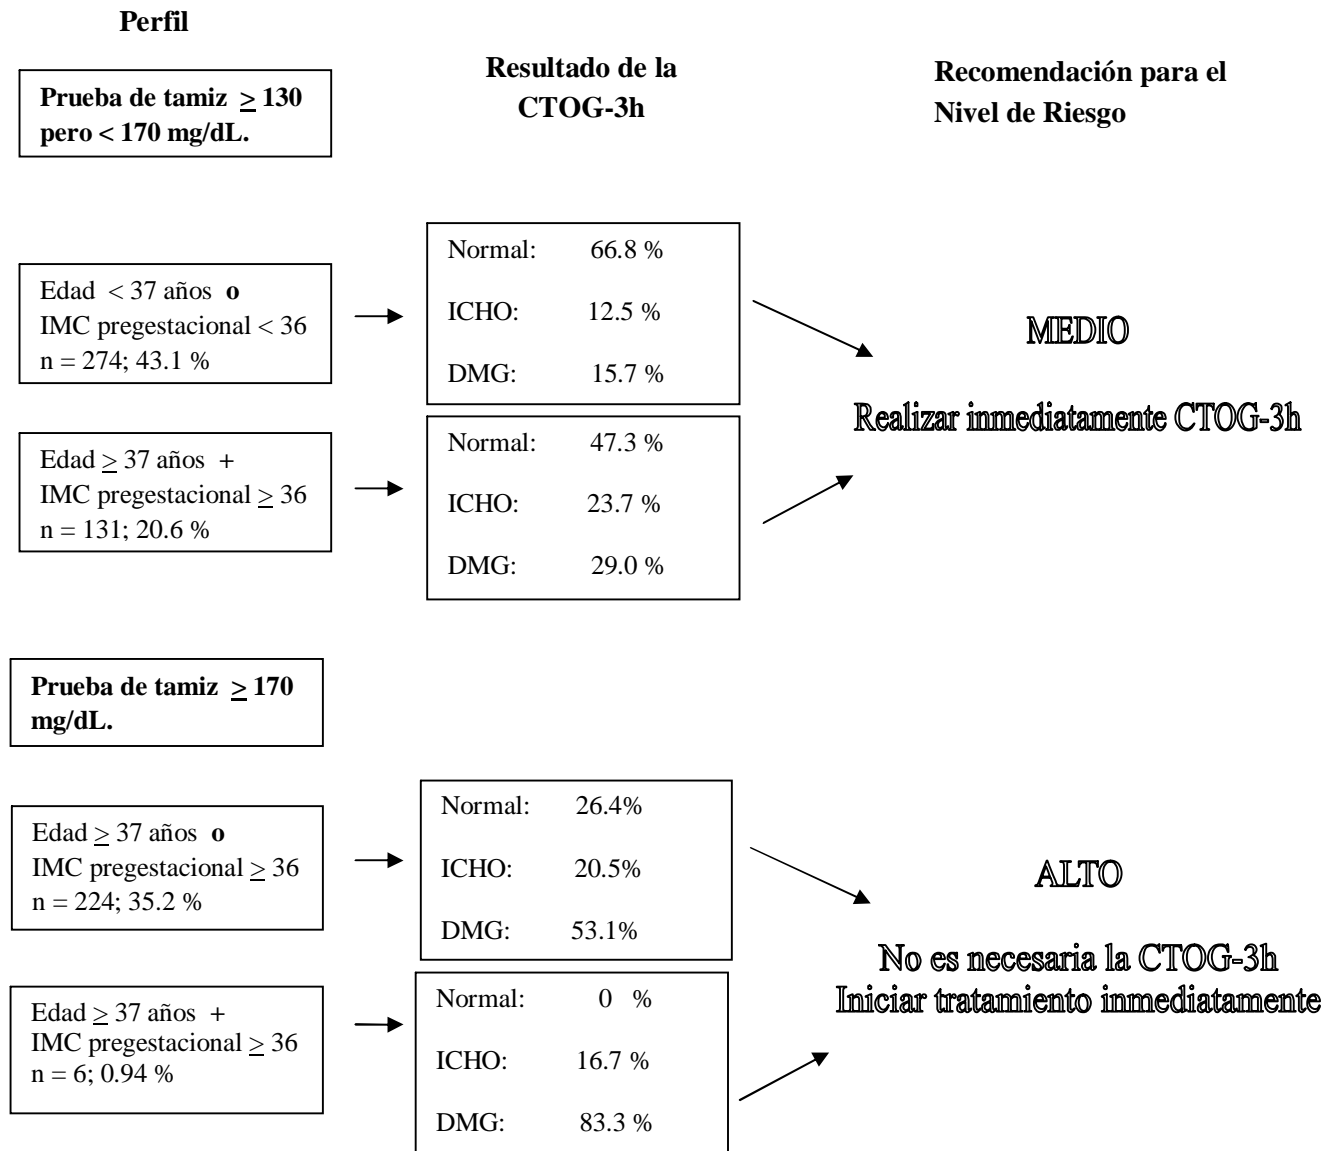 Perfil
Resultado de la
CTOG-3h
Recomendación para el
Nivel de Riesgo
Prueba de tamiz ≥ 130
pero < 170 mg/dL.
Edad < 37 años o
IMC pregestacional < 36
n = 274; 43.1 %
Normal: 66.8 %
ICHO: 12.5 %
DMG: 15.7 %
MEDIO
Realizar inmediatamente CTOG-3h
Edad ≥ 37 años +
IMC pregestacional ≥ 36
n = 131; 20.6 %
Normal: 47.3 %
ICHO: 23.7 %
DMG: 29.0 %
Prueba de tamiz ≥ 170
mg/dL.
Edad ≥ 37 años o
IMC pregestacional ≥ 36
n = 224; 35.2 %
Normal: 26.4%
ICHO: 20.5%
DMG: 53.1%
ALTO
No es necesaria la CTOG-3h
Iniciar tratamiento inmediatamente
Edad ≥ 37 años +
IMC pregestacional ≥ 36
n = 6; 0.94 %
Normal: 0 %
ICHO: 16.7 %
DMG: 83.3 %